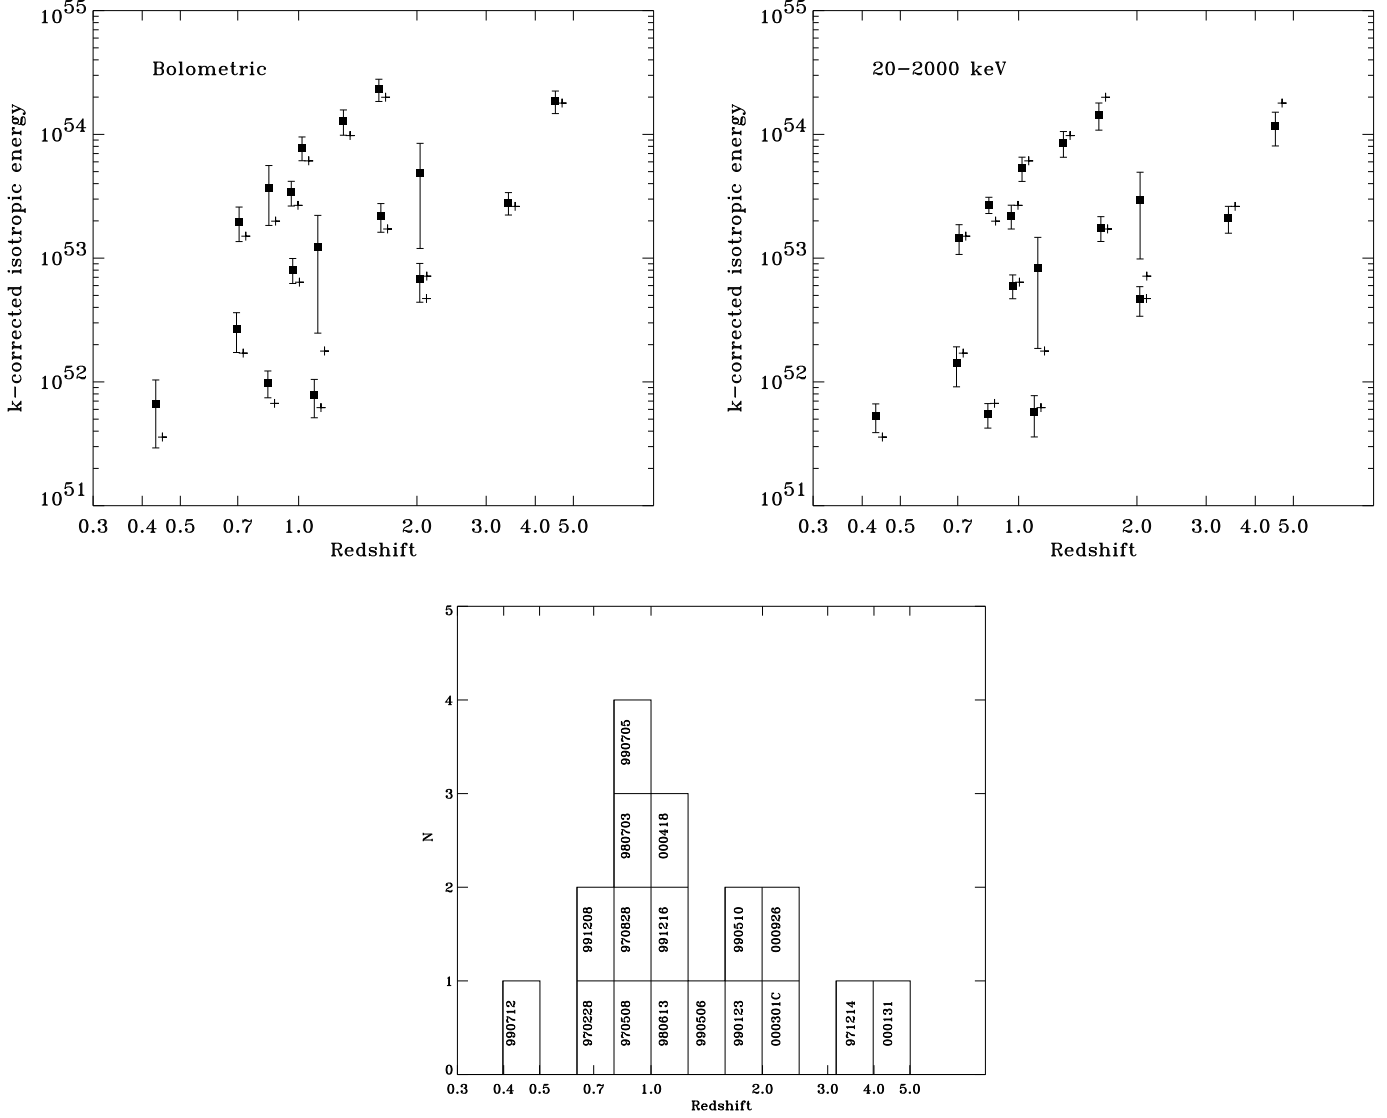 Bolometric
k-corrected isotropic energy
10^55
10^54
10^53
10^52
10^51
0.3 0.4 0.5 0.7 1.0 2.0 3.0 4.0 5.0
Redshift
20-2000 keV
k-corrected isotropic energy
10^55
10^54
10^53
10^52
10^51
0.3 0.4 0.5 0.7 1.0 2.0 3.0 4.0 5.0
Redshift
N
5
4
3
2
1
0
990705
980703 000418
991208 970828 991216 990510 000926
990712 970228 970508 980613 990506 990123 000301C 971214 000131
0.3 0.4 0.5 0.7 1.0 2.0 3.0 4.0 5.0
Redshift